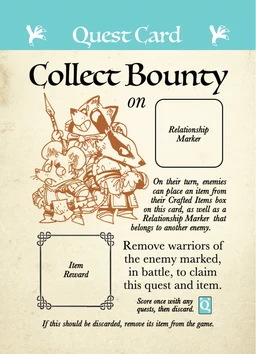 Quest Card
Collect Bounty
on
Relationship
Marker
On their turn, enemies
can place an item from
their Crafted Items box
on this card, as well as a
Relationship Marker that
belongs to another enemy.
Item
Reward
Remove warriors of
the enemy marked,
in battle, to claim
this quest and item.
Score once with any
quests, then discard.
Q
If this should be discarded, remove its item from the game.